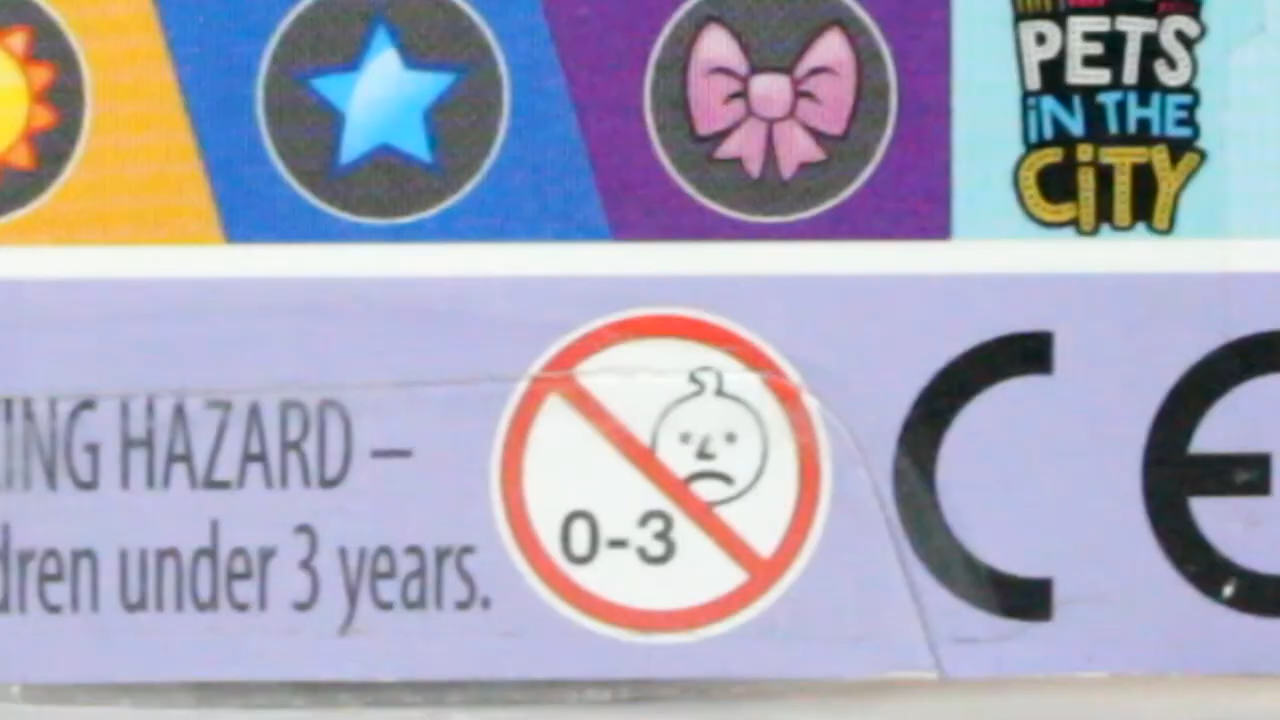 PETS
iN THE
CiTY
ING HAZARD –
dren under 3 years.
0-3
CE